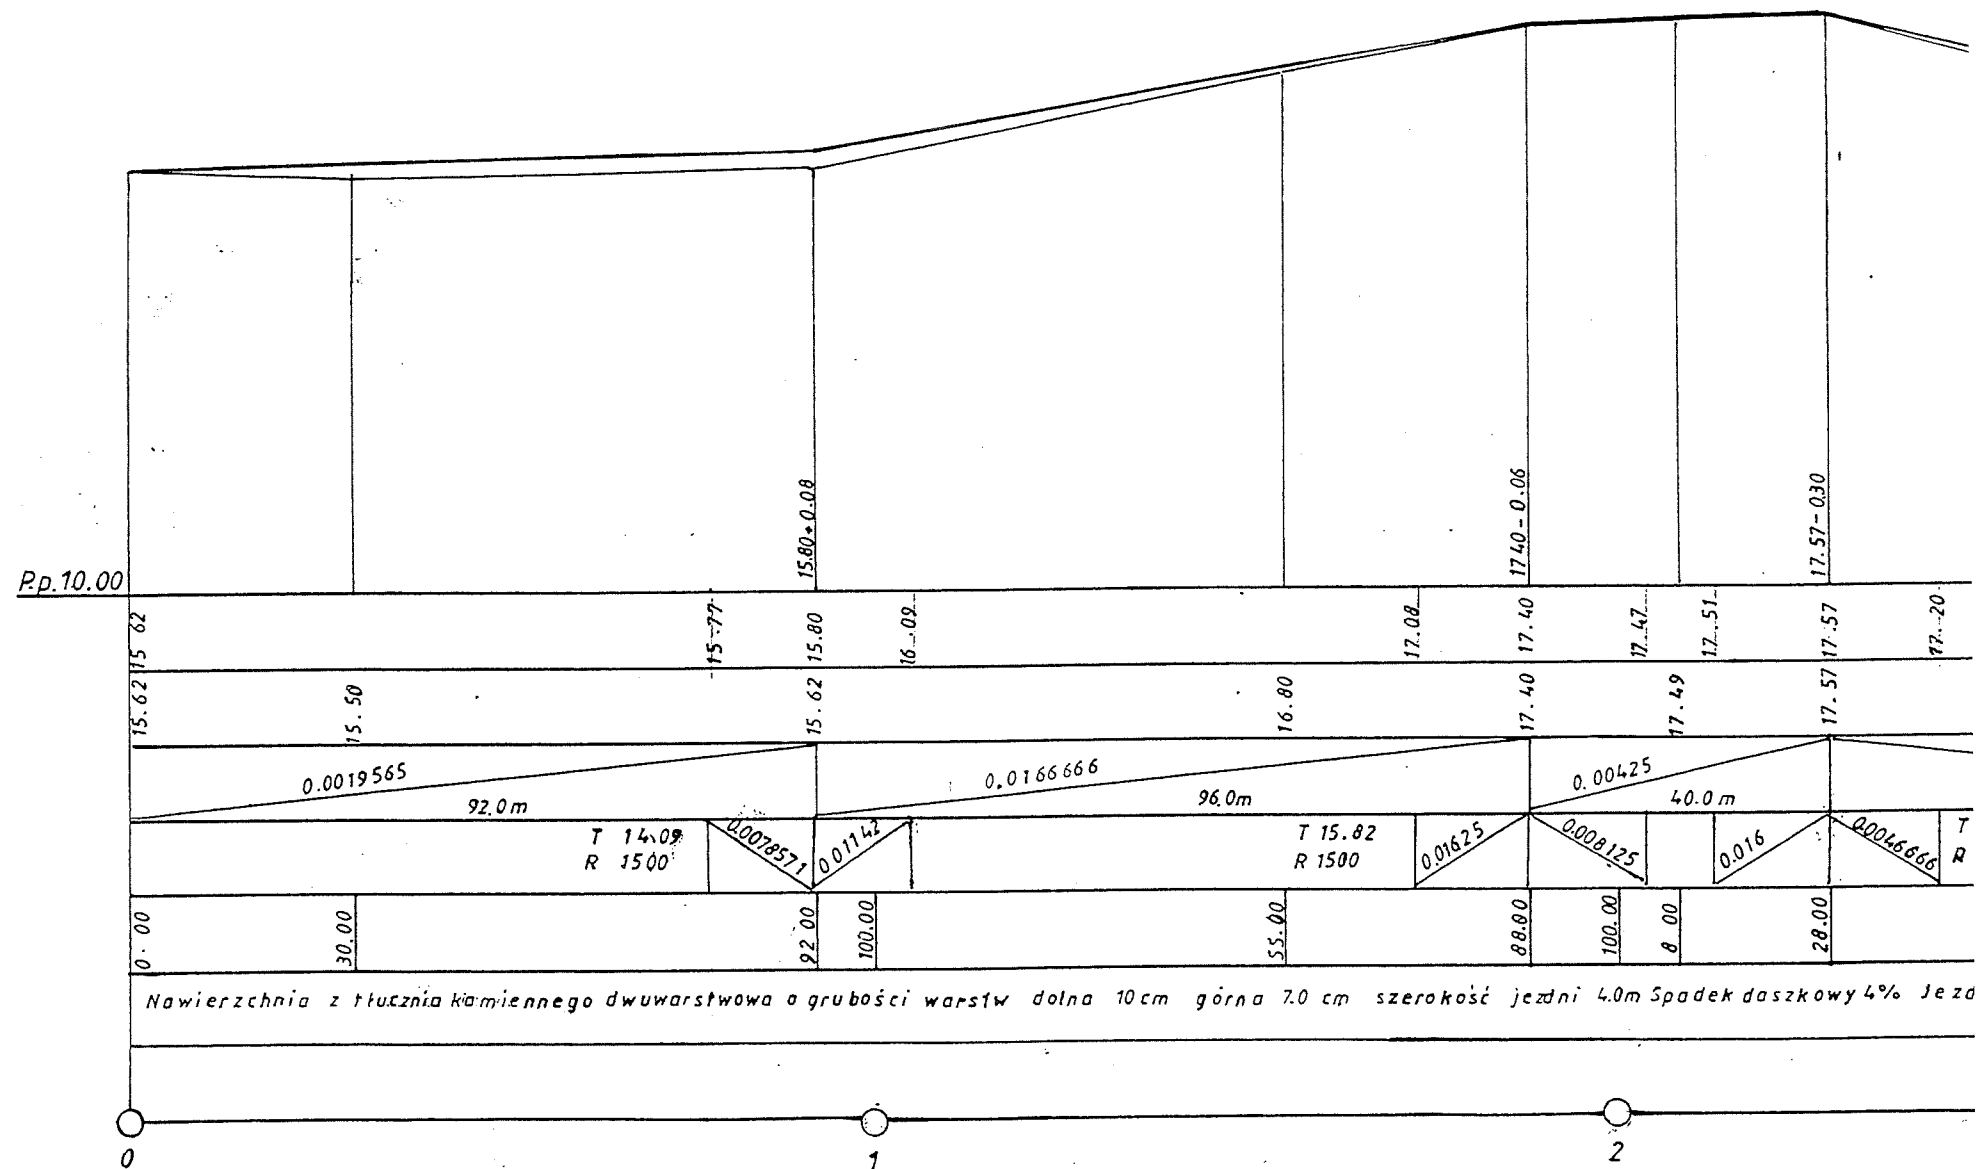 15.80+0.08
17.40-0.06
17.57-0.30
P.p.10.00
15 62 15.77 15.80 16.09 17.08 17.40 17.47 17.51 17.57 17.20
15.62 15.50 15.62 16.80 17.40 17.49 17.57
0.0019565 0.0166666 0.00425
92.0m 96.0m 40.0 m
T 14.09 0.0078571 0.01142 T 15.82 0.01625 0.008125 0.016 0.0046666 T
R 1500 R 1500 R
0.00 30.00 92 00 100.00 55.00 88.00 100.00 8 00 28.00
Nawierzchnia z tłucznia kamiennego dwuwarstwowa o grubości warstw dolna 10cm górna 7.0 cm szerokość jezdni 4.0m Spadek daszkowy 4% Jezd
0 1 2